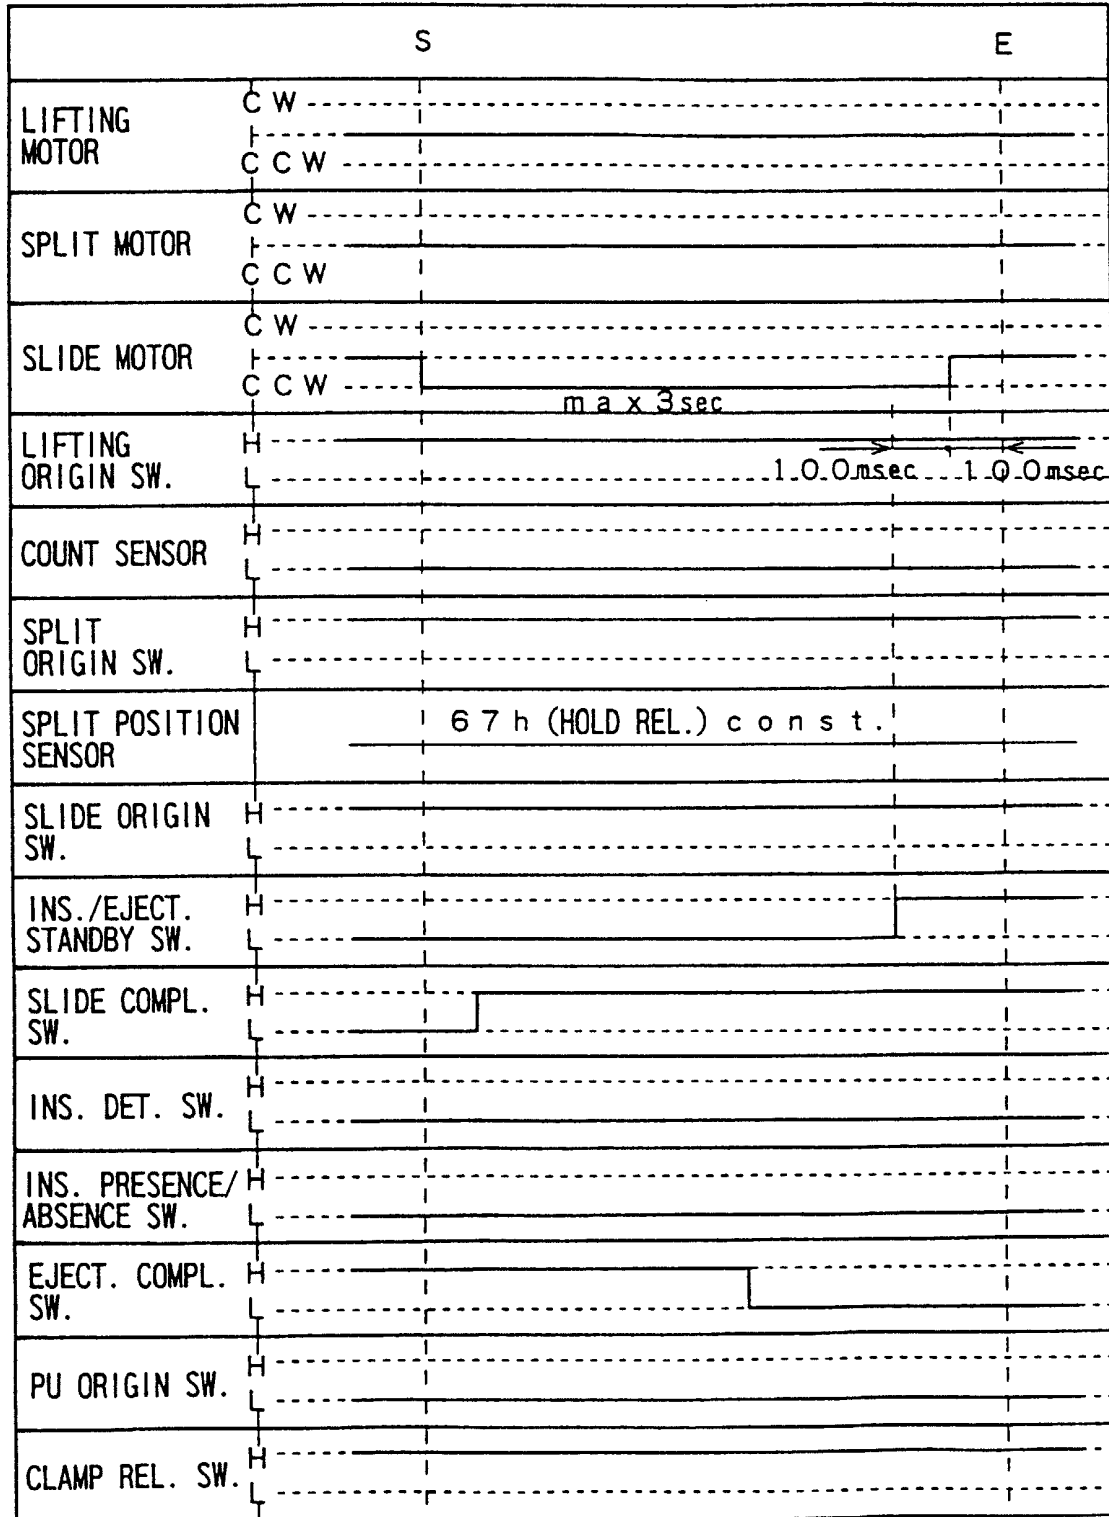 S E
LIFTING
MOTOR
CW
CCW
SPLIT MOTOR
CW
CCW
SLIDE MOTOR
CW
CCW
max 3sec
LIFTING
ORIGIN SW.
H
L
100msec 100msec
COUNT SENSOR
H
L
SPLIT
ORIGIN SW.
H
L
SPLIT POSITION
SENSOR
67h (HOLD REL.) const.
SLIDE ORIGIN
SW.
H
L
INS./EJECT.
STANDBY SW.
H
L
SLIDE COMPL.
SW.
H
L
INS. DET. SW.
H
L
INS. PRESENCE/
ABSENCE SW.
H
L
EJECT. COMPL.
SW.
H
L
PU ORIGIN SW.
H
L
CLAMP REL. SW.
H
L